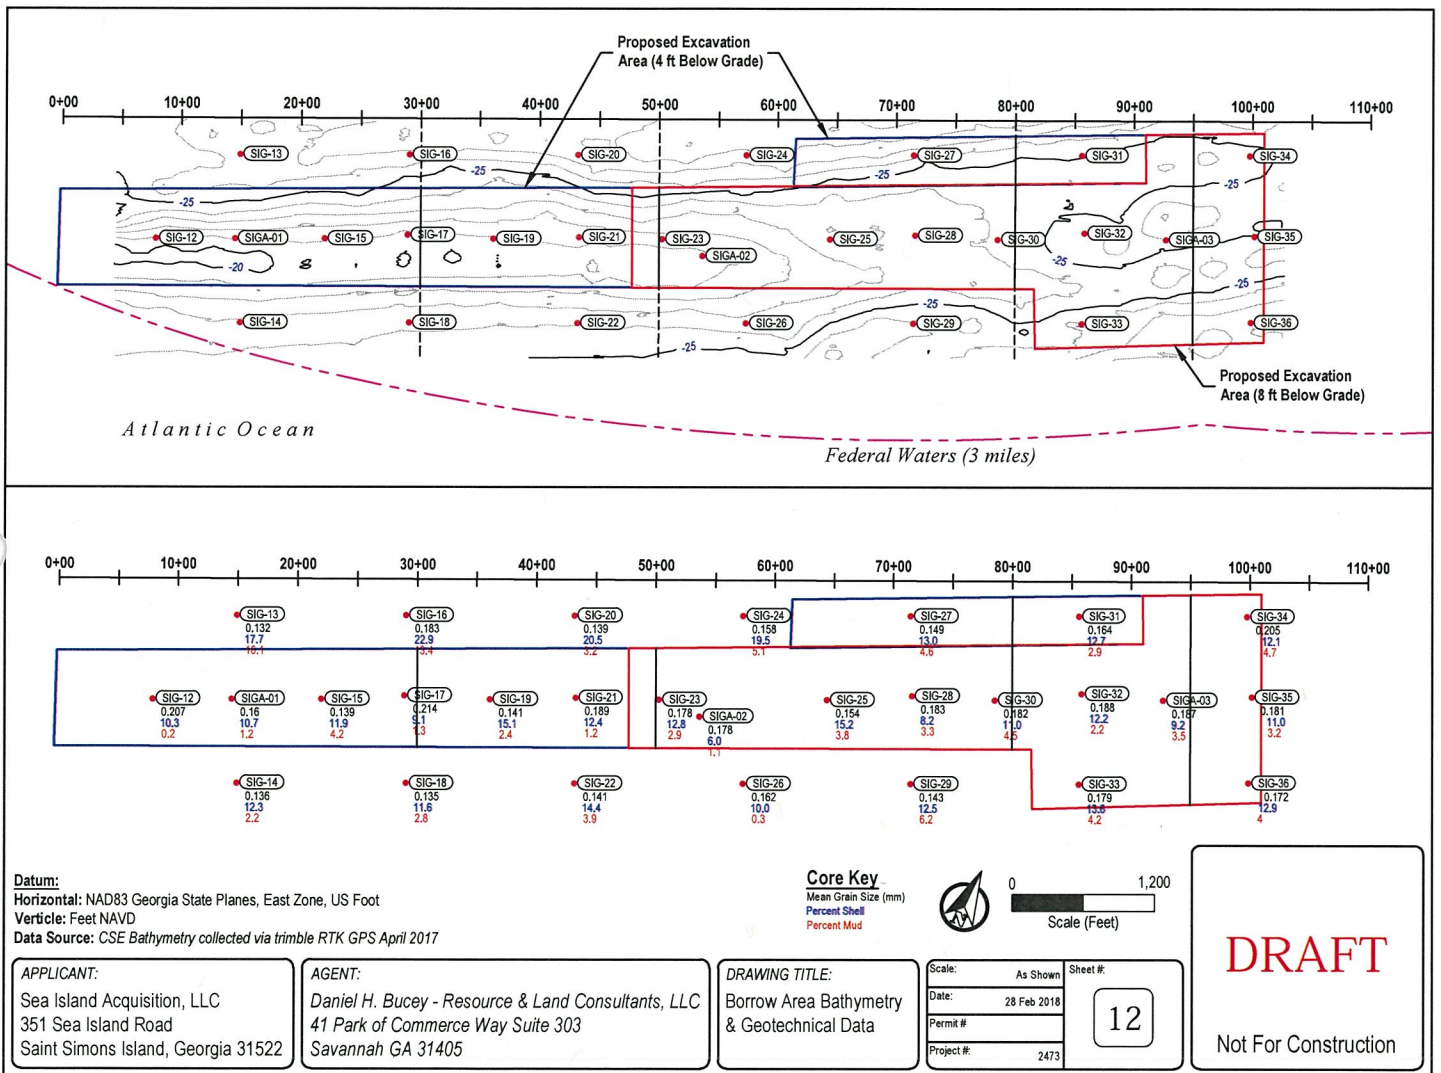 Proposed Excavation
Area (4 ft Below Grade)
0+00 10+00 20+00 30+00 40+00 50+00 60+00 70+00 80+00 90+00 100+00 110+00
SIG-13 SIG-16 SIG-20 SIG-24 SIG-27 SIG-31 SIG-34
-25 -25 -25 -25
SIG-12 SIGA-01 SIG-15 SIG-17 SIG-19 SIG-21 SIG-23 SIGA-02 SIG-25 SIG-28 SIG-30 SIG-32 SIGA-03 SIG-35
-20 -25 -25 -25
SIG-14 SIG-18 SIG-22 SIG-26 SIG-29 SIG-33 SIG-36
-25
Proposed Excavation
Area (8 ft Below Grade)
Atlantic Ocean
Federal Waters (3 miles)
0+00 10+00 20+00 30+00 40+00 50+00 60+00 70+00 80+00 90+00 100+00 110+00
SIG-13 SIG-16 SIG-20 SIG-24 SIG-27 SIG-31 SIG-34
0.132 0.183 0.139 0.158 0.149 0.164 0.205
17.7 22.9 20.5 19.5 13.0 12.7 12.1
3.2 5.1 4.6 2.9 4.7
SIG-12 SIGA-01 SIG-15 SIG-17 SIG-19 SIG-21 SIG-23 SIGA-02 SIG-25 SIG-28 SIG-30 SIG-32 SIGA-03 SIG-35
0.207 0.16 0.139 0.214 0.141 0.189 0.178 0.178 0.154 0.183 0.182 0.188 0.187 0.181
10.3 10.7 11.9 9.1 15.1 12.4 12.8 6.0 15.2 8.2 11.0 12.2 9.2 11.0
0.2 1.2 4.2 1.3 2.4 1.2 2.9 1.1 3.8 3.3 4.5 2.2 3.5 3.2
SIG-14 SIG-18 SIG-22 SIG-26 SIG-29 SIG-33 SIG-36
0.136 0.135 0.141 0.162 0.143 0.179 0.172
12.3 11.6 14.4 10.0 12.5 13.6 12.9
2.2 2.8 3.9 0.3 6.2 4.2 4
Datum:
Horizontal: NAD83 Georgia State Planes, East Zone, US Foot
Verticle: Feet NAVD
Data Source: CSE Bathymetry collected via trimble RTK GPS April 2017
Core Key
Mean Grain Size (mm)
Percent Shell
Percent Mud
0 1,200
Scale (Feet)
APPLICANT:
Sea Island Acquisition, LLC
351 Sea Island Road
Saint Simons Island, Georgia 31522
AGENT:
Daniel H. Bucey - Resource & Land Consultants, LLC
41 Park of Commerce Way Suite 303
Savannah GA 31405
DRAWING TITLE:
Borrow Area Bathymetry
& Geotechnical Data
Scale: As Shown
Date: 28 Feb 2018
Permit #
Project #: 2473
Sheet #:
12
DRAFT
Not For Construction